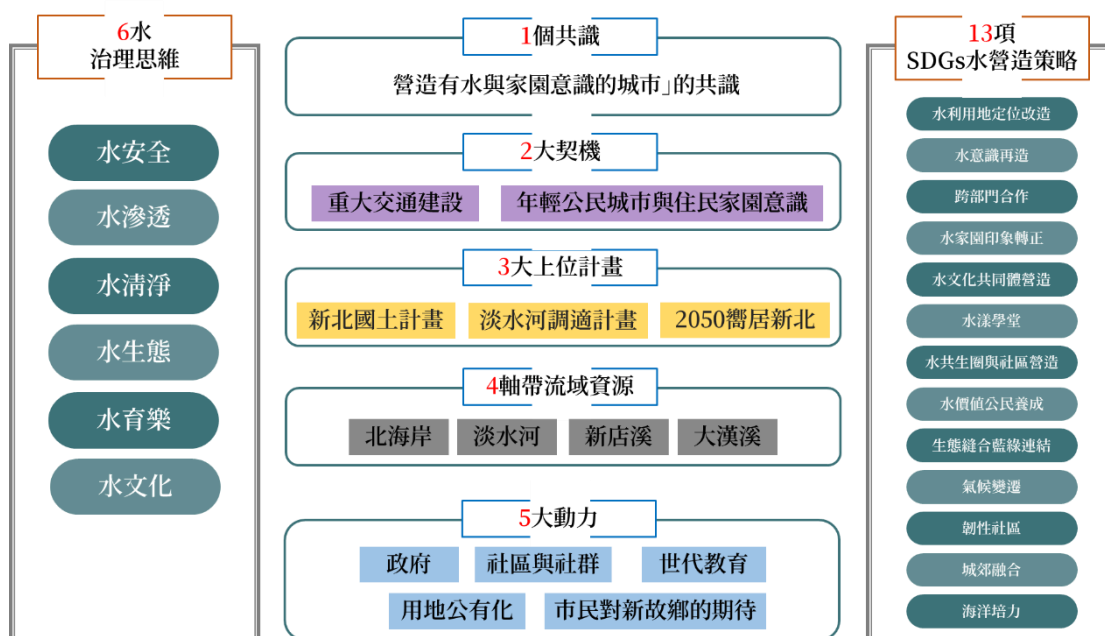 6水
治理思維
水安全
水滲透
水清淨
水生態
水育樂
水文化
1個共識
營造有水與家園意識的城市」的共識
2大契機
重大交通建設
年輕公民城市與住民家園意識
3大上位計畫
新北國土計畫
淡水河調適計畫
2050嚮居新北
4軸帶流域資源
北海岸
淡水河
新店溪
大漢溪
5大動力
政府
社區與社群
世代教育
用地公有化
市民對新故鄉的期待
13項
SDGs水營造策略
水利用地定位改造
水意識再造
跨部門合作
水家園印象轉正
水文化共同體營造
水漾學堂
水共生圈與社區營造
水價值公民養成
生態縫合藍綠連結
氣候變遷
韌性社區
城郊融合
海洋培力